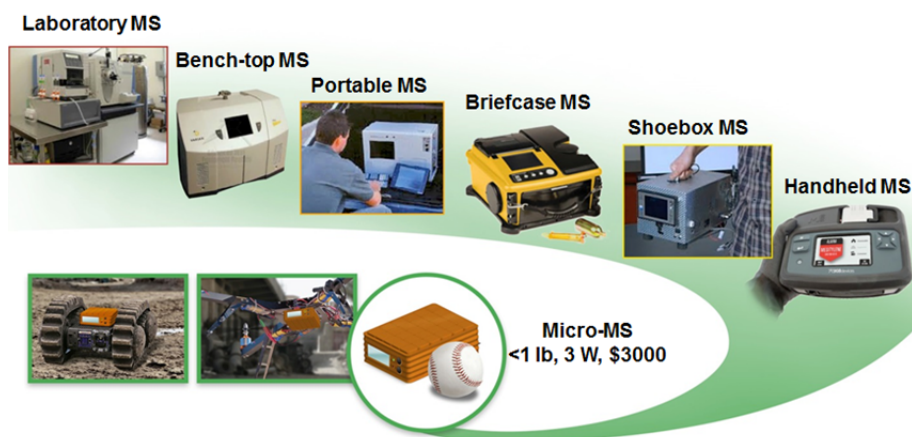 Laboratory MS
Bench-top MS
Portable MS
Briefcase MS
Shoebox MS
Handheld MS
Micro-MS
<1 lb, 3 W, $3000